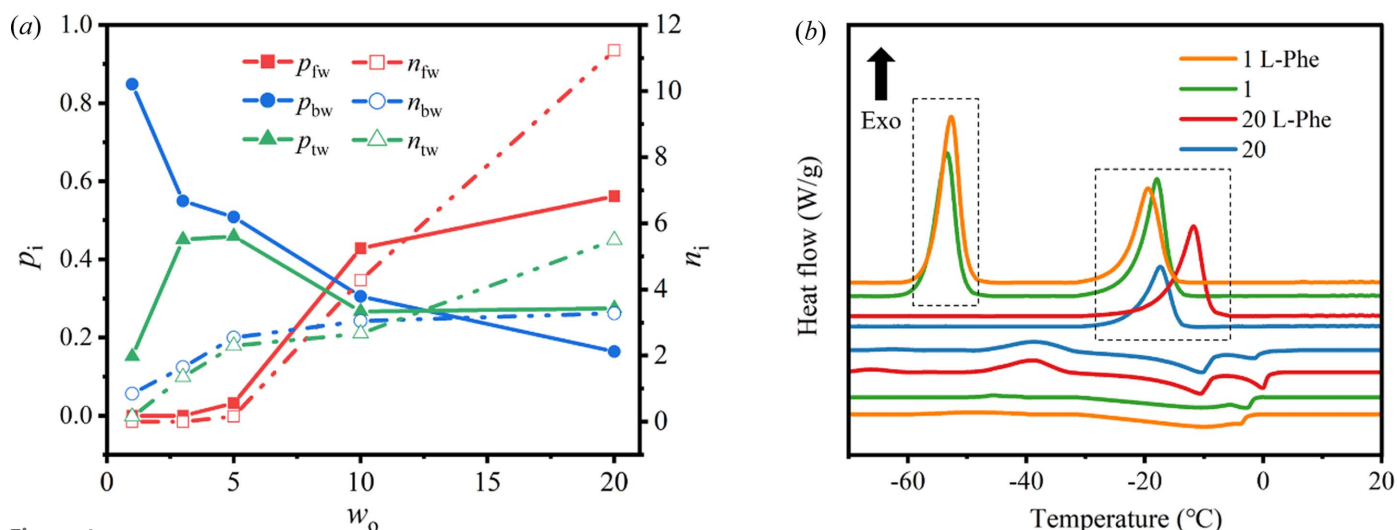 (a)
1.0
0.8
0.6
0.4
0.2
0.0
p_i
12
10
8
6
4
2
0
n_i
p_fw n_fw
p_bw n_bw
p_tw n_tw
0 5 10 15 20
w_o
(b)
Exo
1 L-Phe
1
20 L-Phe
20
Heat flow (W/g)
-60 -40 -20 0 20
Temperature (℃)